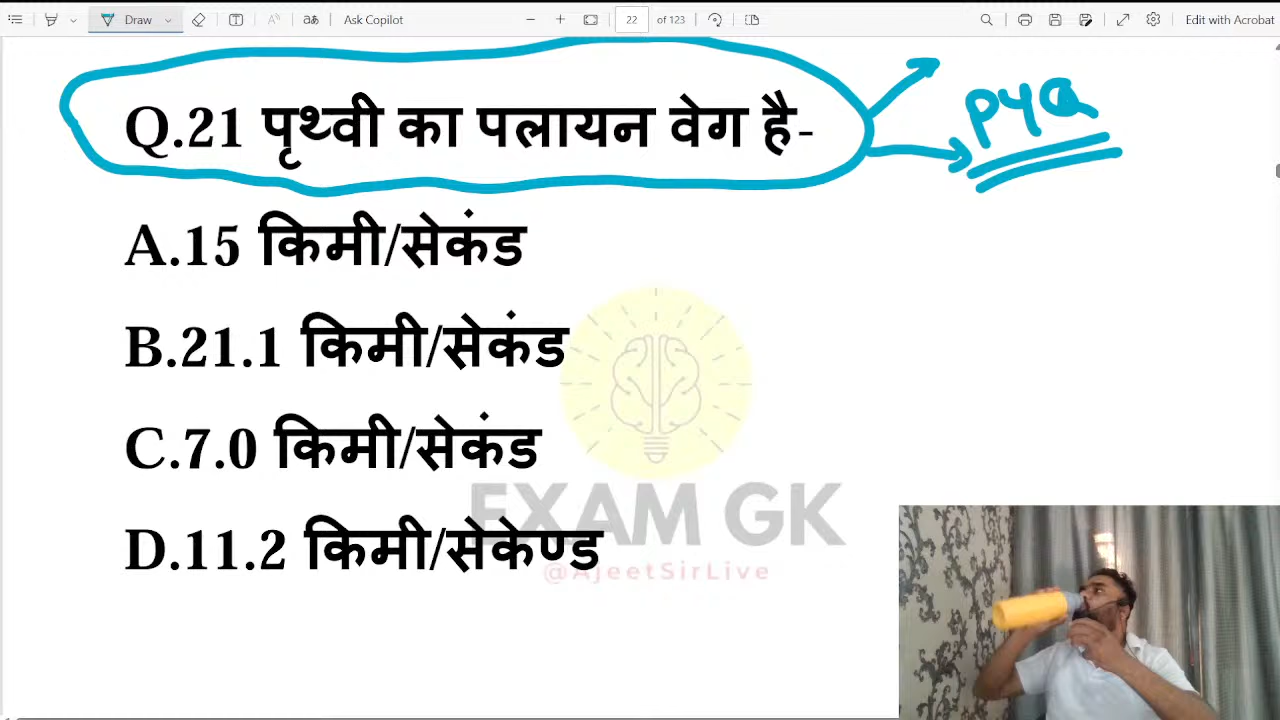 Draw
Ask Copilot
22 of 123
Edit with Acrobat
Q.21 पृथ्वी का पलायन वेग है-
PYQ
A.15 किमी/सेकंड
B.21.1 किमी/सेकंड
C.7.0 किमी/सेकंड
D.11.2 किमी/सेकेण्ड
EXAM GK
@AjeetSirLive